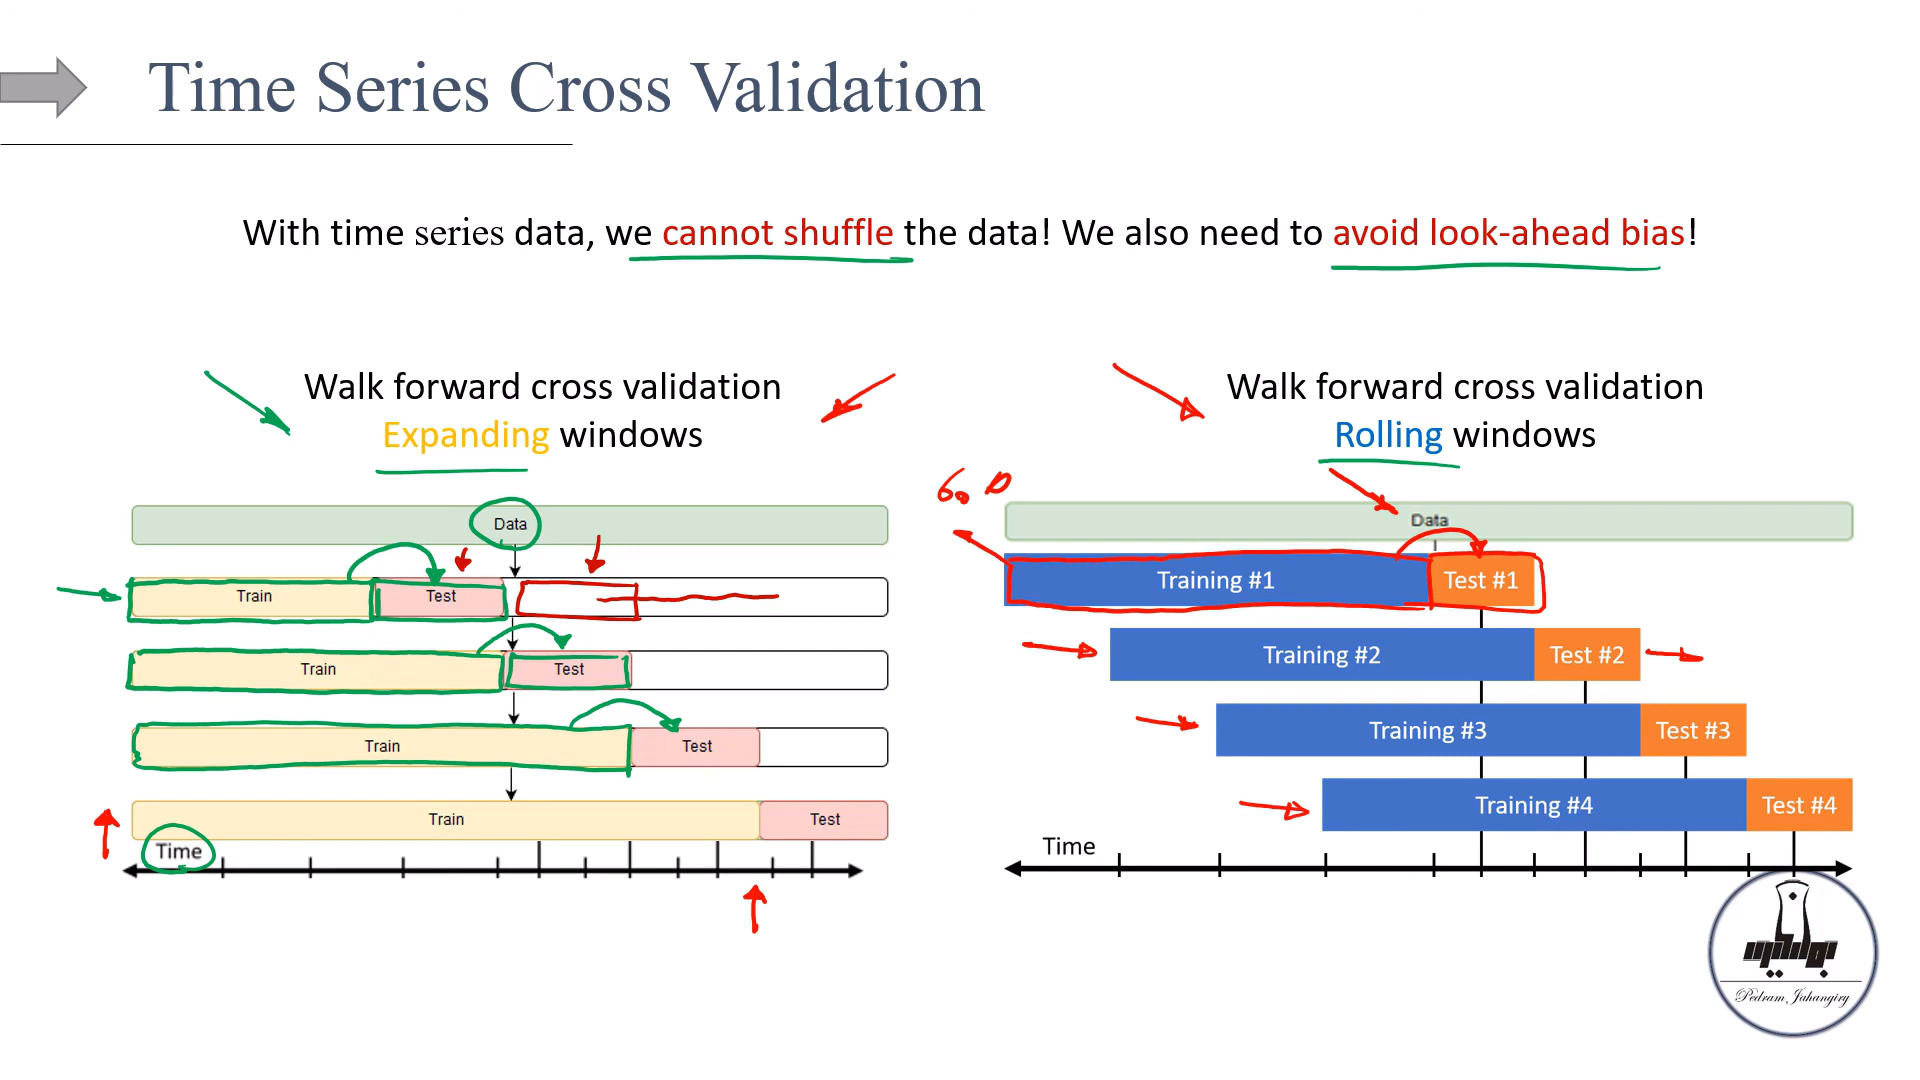 Time Series Cross Validation
With time series data, we cannot shuffle the data! We also need to avoid look-ahead bias!
Walk forward cross validation
Expanding windows
Data
Train Test
Train Test
Train Test
Train Test
Time
Walk forward cross validation
Rolling windows
60 D
Data
Training #1 Test #1
Training #2 Test #2
Training #3 Test #3
Training #4 Test #4
Time
Pedram Jahangiry